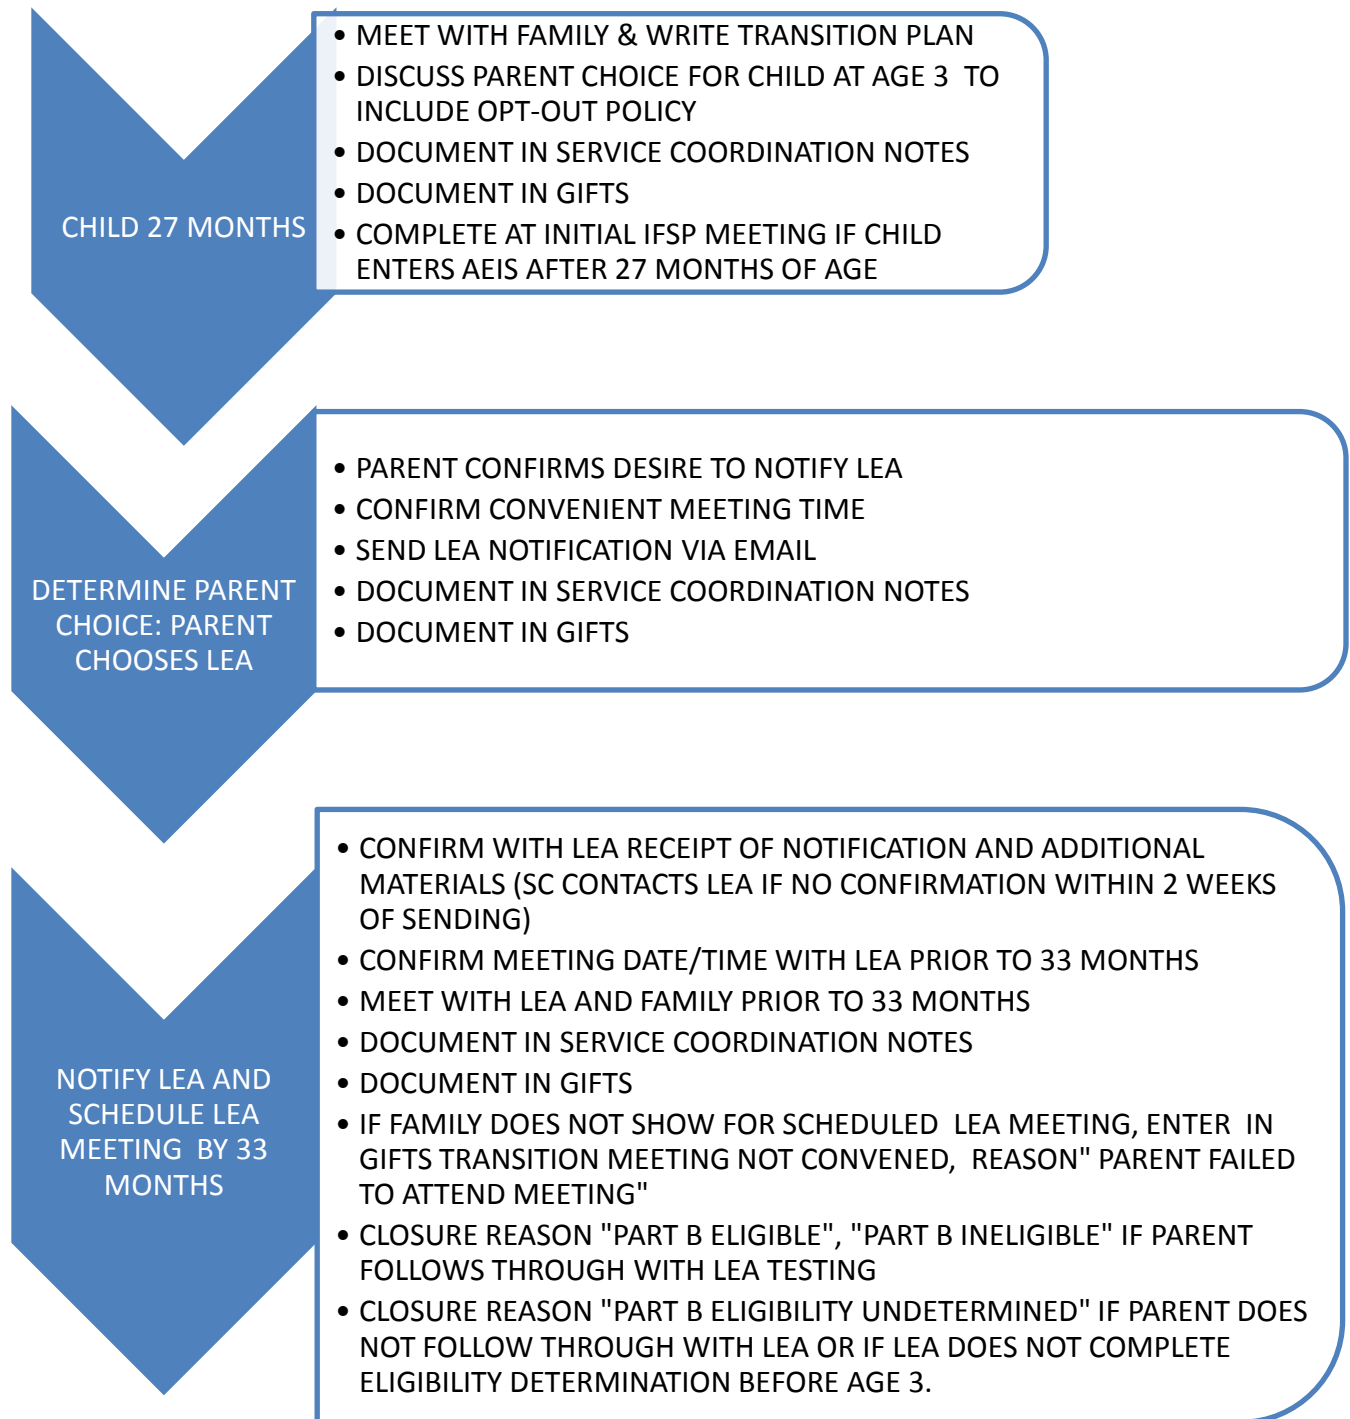 • MEET WITH FAMILY & WRITE TRANSITION PLAN
• DISCUSS PARENT CHOICE FOR CHILD AT AGE 3 TO
INCLUDE OPT-OUT POLICY
• DOCUMENT IN SERVICE COORDINATION NOTES
• DOCUMENT IN GIFTS
• COMPLETE AT INITIAL IFSP MEETING IF CHILD
ENTERS AEIS AFTER 27 MONTHS OF AGE
CHILD 27 MONTHS
• PARENT CONFIRMS DESIRE TO NOTIFY LEA
• CONFIRM CONVENIENT MEETING TIME
• SEND LEA NOTIFICATION VIA EMAIL
• DOCUMENT IN SERVICE COORDINATION NOTES
• DOCUMENT IN GIFTS
DETERMINE PARENT
CHOICE: PARENT
CHOOSES LEA
• CONFIRM WITH LEA RECEIPT OF NOTIFICATION AND ADDITIONAL
MATERIALS (SC CONTACTS LEA IF NO CONFIRMATION WITHIN 2 WEEKS
OF SENDING)
• CONFIRM MEETING DATE/TIME WITH LEA PRIOR TO 33 MONTHS
• MEET WITH LEA AND FAMILY PRIOR TO 33 MONTHS
• DOCUMENT IN SERVICE COORDINATION NOTES
• DOCUMENT IN GIFTS
• IF FAMILY DOES NOT SHOW FOR SCHEDULED LEA MEETING, ENTER IN
GIFTS TRANSITION MEETING NOT CONVENED, REASON" PARENT FAILED
TO ATTEND MEETING"
• CLOSURE REASON "PART B ELIGIBLE", "PART B INELIGIBLE" IF PARENT
FOLLOWS THROUGH WITH LEA TESTING
• CLOSURE REASON "PART B ELIGIBILITY UNDETERMINED" IF PARENT DOES
NOT FOLLOW THROUGH WITH LEA OR IF LEA DOES NOT COMPLETE
ELIGIBILITY DETERMINATION BEFORE AGE 3.
NOTIFY LEA AND
SCHEDULE LEA
MEETING BY 33
MONTHS